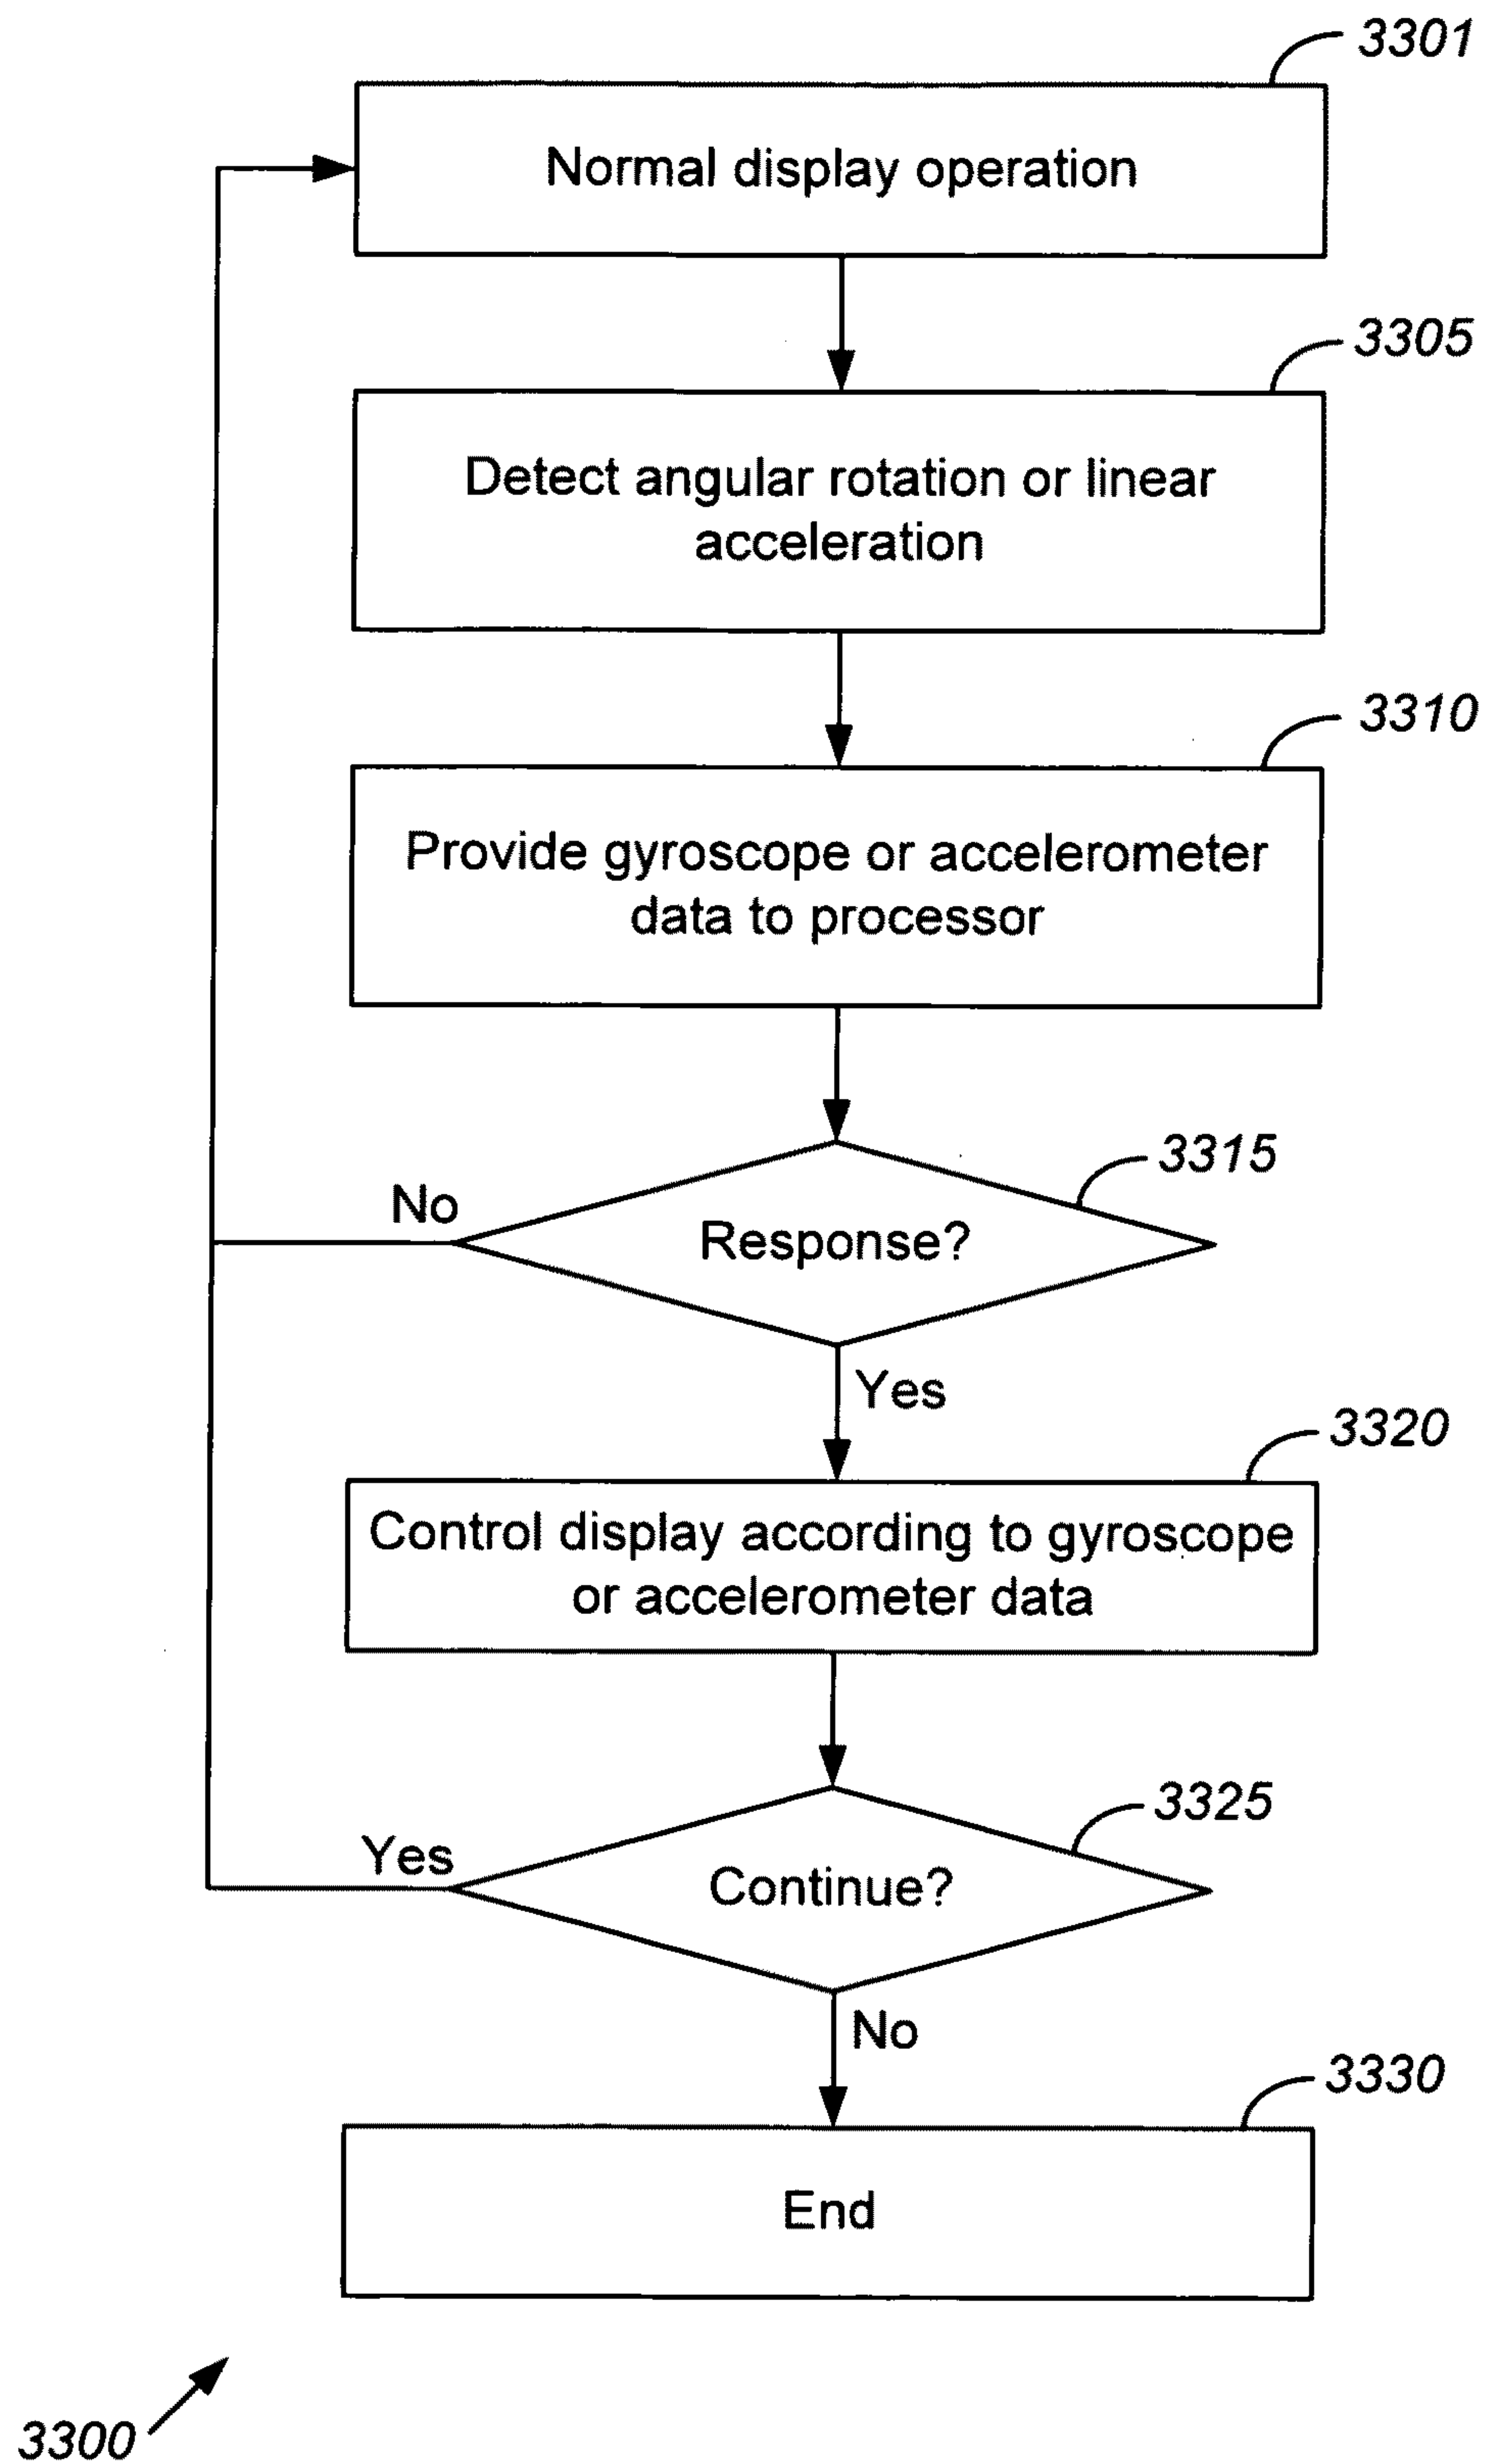 3301
Normal display operation
3305
Detect angular rotation or linear
acceleration
3310
Provide gyroscope or accelerometer
data to processor
3315
No
Response?
Yes
3320
Control display according to gyroscope
or accelerometer data
3325
Yes
Continue?
No
3330
End
3300